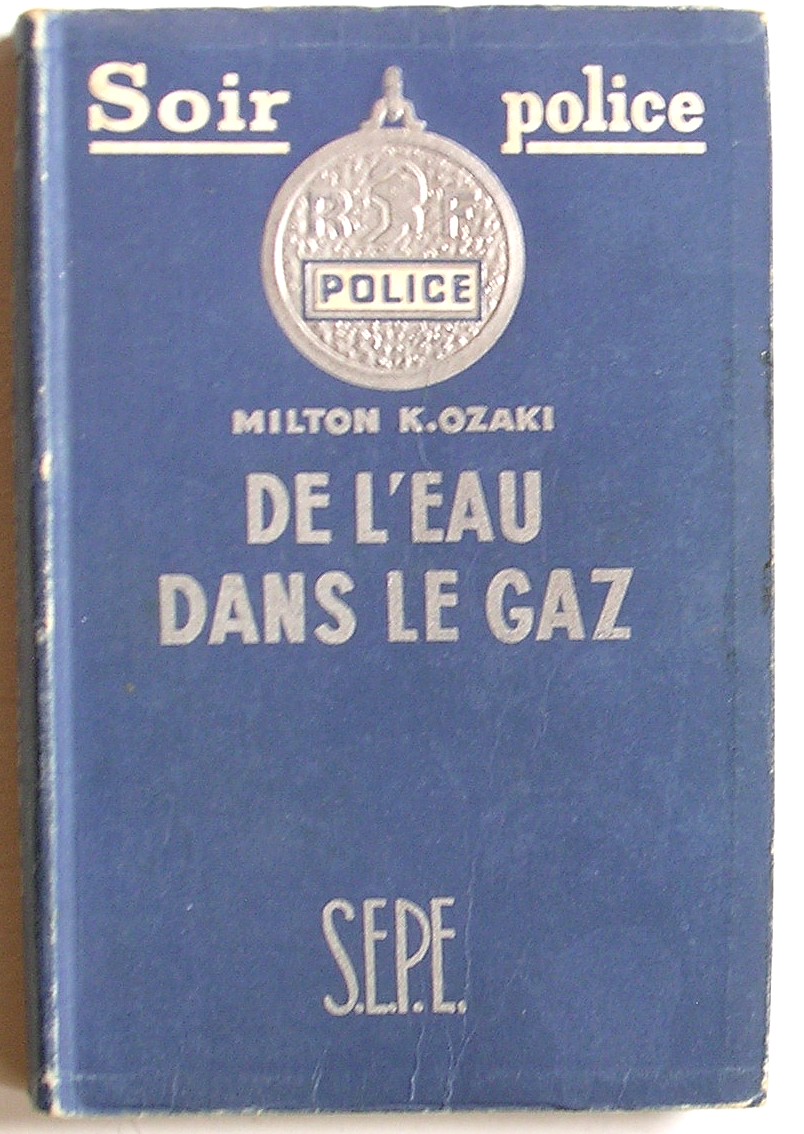 Soir police
R F
POLICE
MILTON K. OZAKI
DE L'EAU
DANS LE GAZ
S.E.P.E.